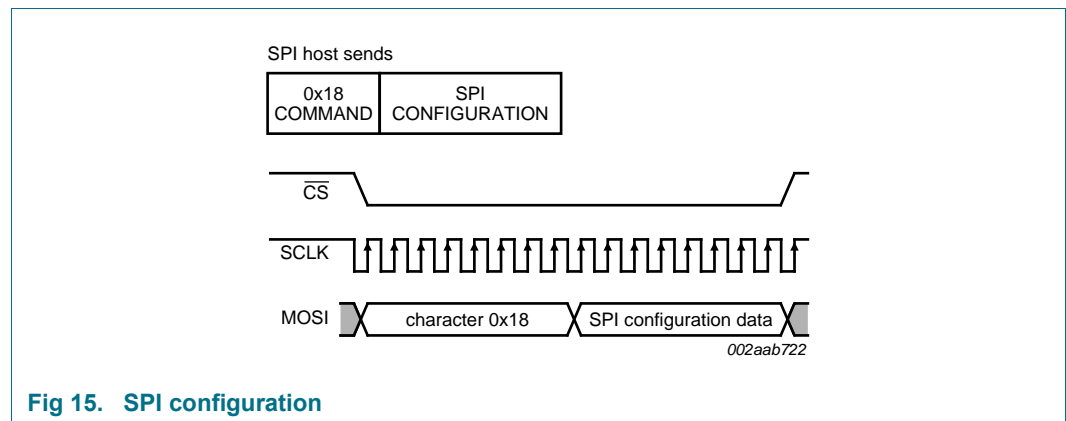 SPI host sends
0x18 SPI
COMMAND CONFIGURATION
CS
SCLK
MOSI character 0x18 SPI configuration data
002aab722
Fig 15. SPI configuration